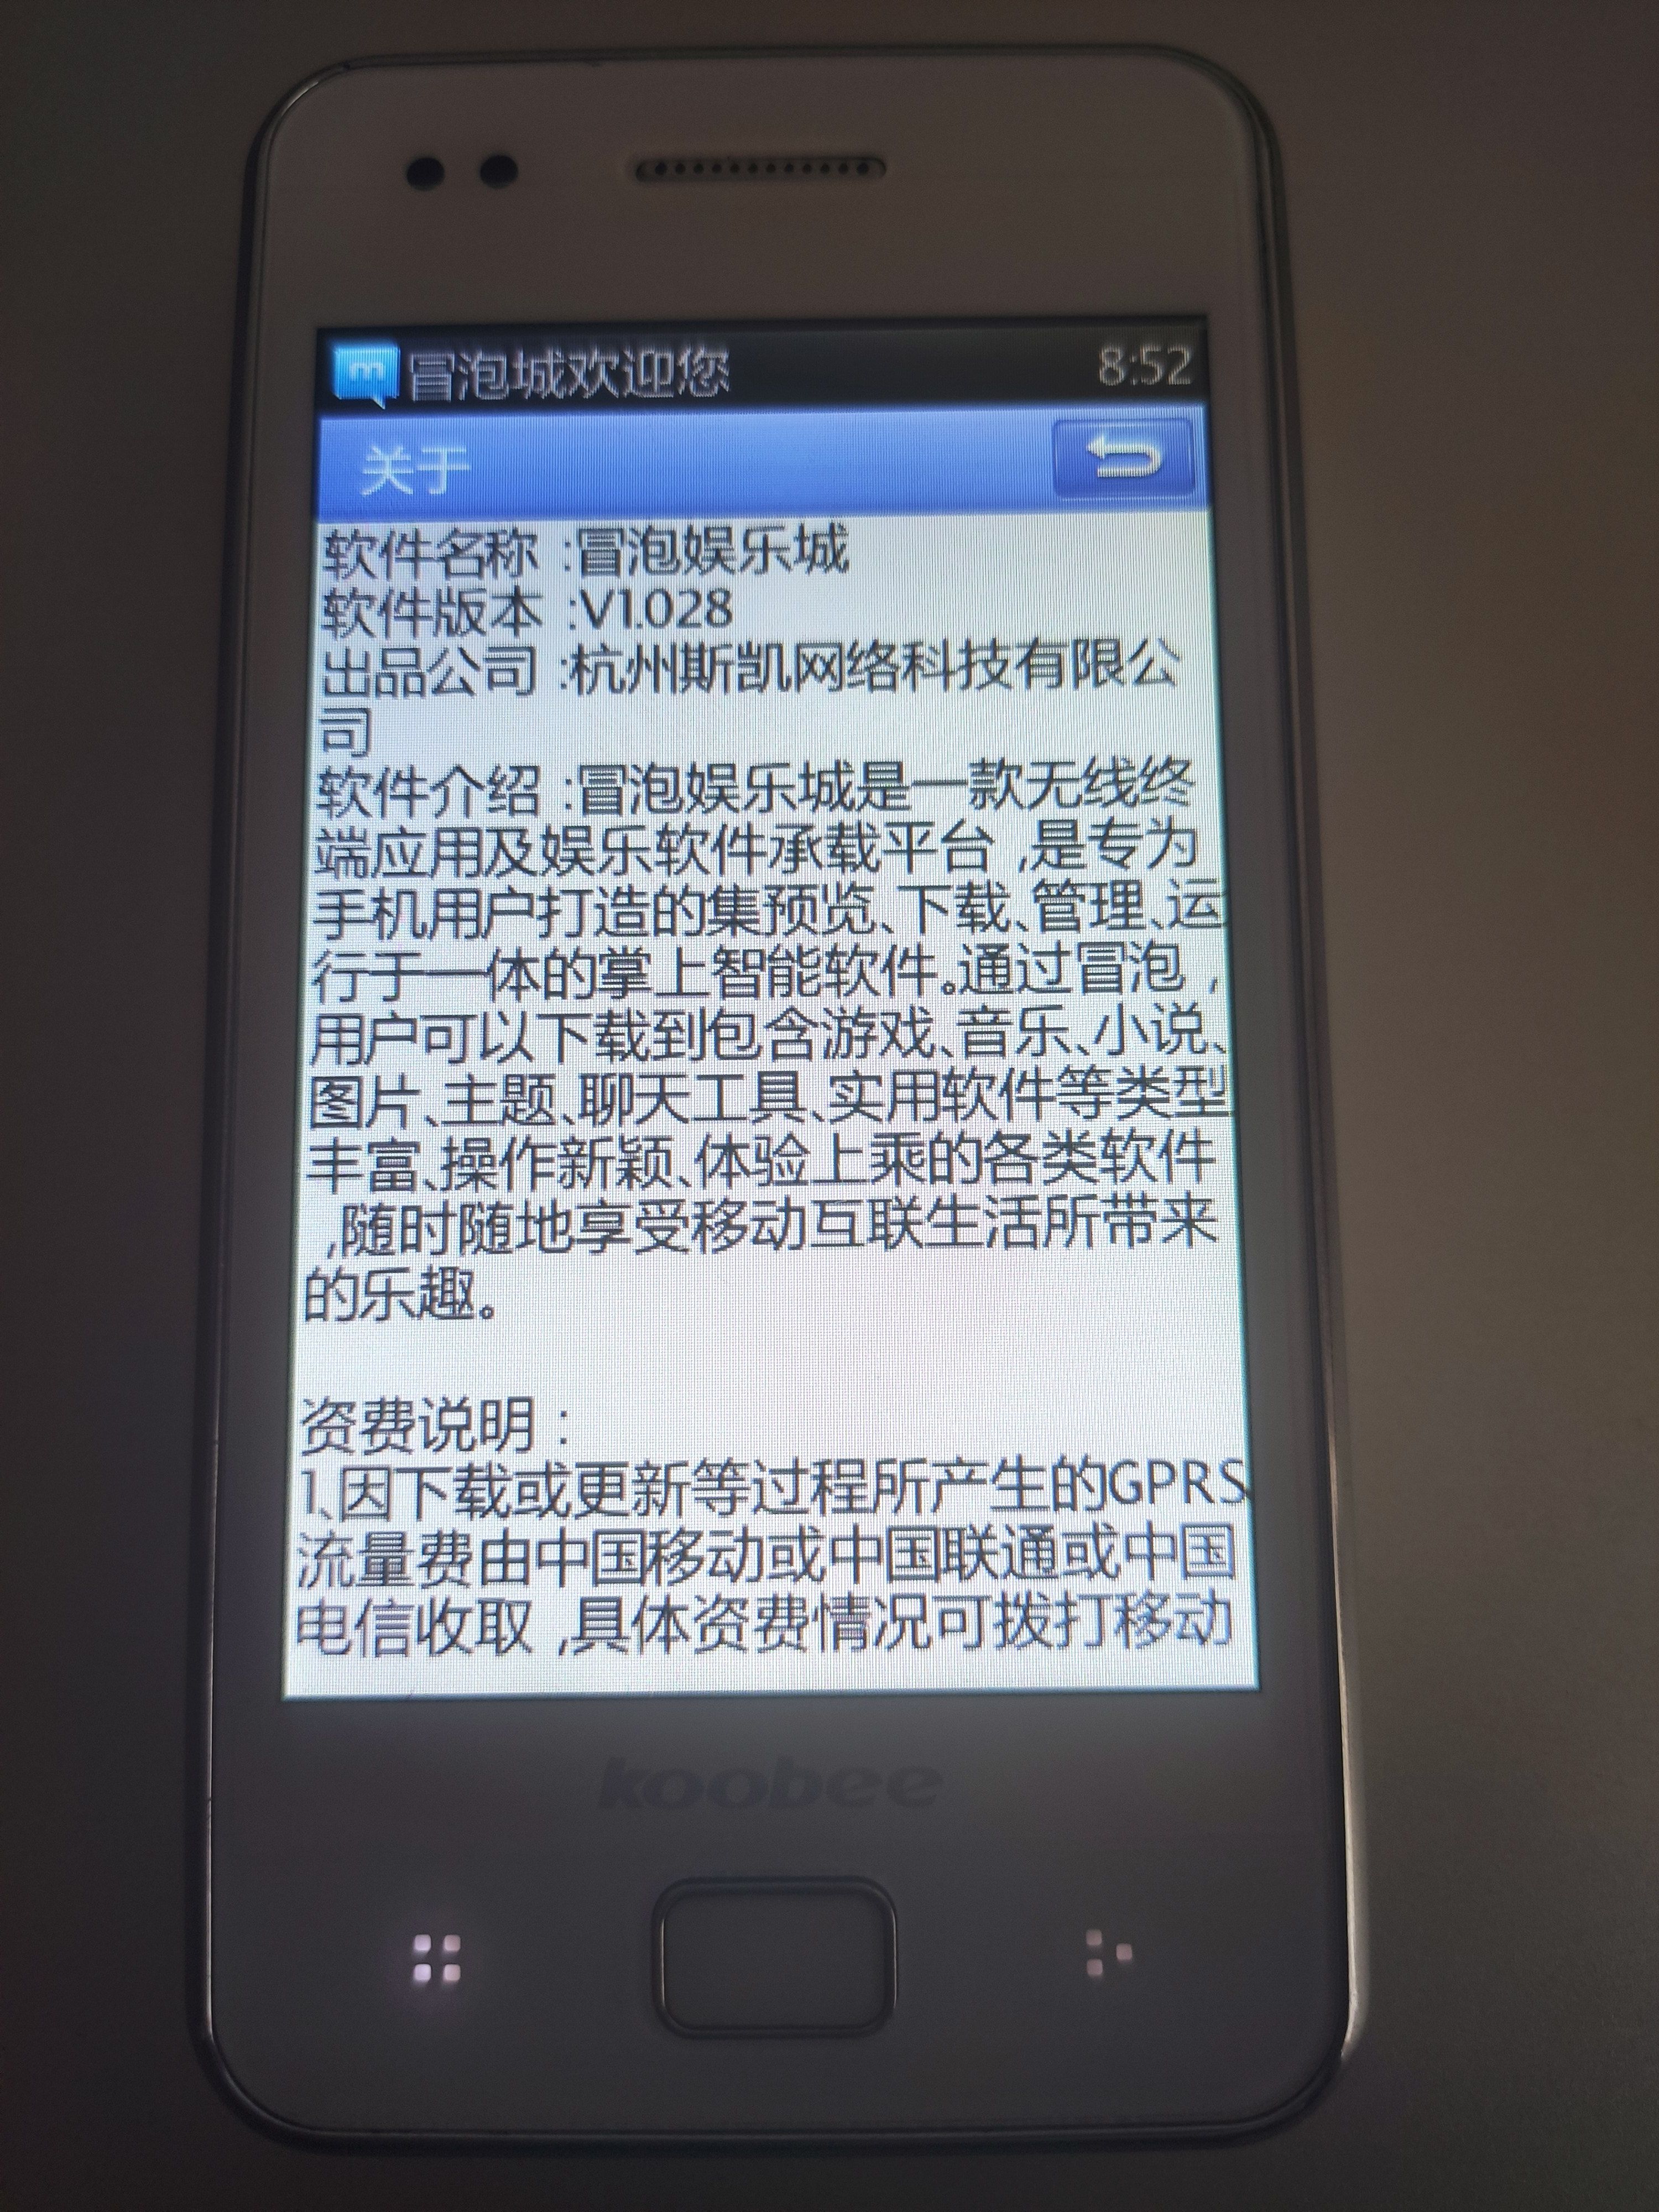 冒泡城欢迎您 8:52
关于
软件名称 :冒泡娱乐城
软件版本 :V1.028
出品公司 :杭州斯凯网络科技有限公
司
软件介绍 :冒泡娱乐城是一款无线终
端应用及娱乐软件承载平台 ,是专为
手机用户打造的集预览、下载、管理、运
行于一体的掌上智能软件。通过冒泡 ,
用户可以下载到包含游戏、音乐、小说、
图片、主题、聊天工具、实用软件等类型
丰富、操作新颖、体验上乘的各类软件
,随时随地享受移动互联生活所带来
的乐趣。
资费说明 :
1、因下载或更新等过程所产生的GPRS
流量费由中国移动或中国联通或中国
电信收取 ,具体资费情况可拨打移动
koobee